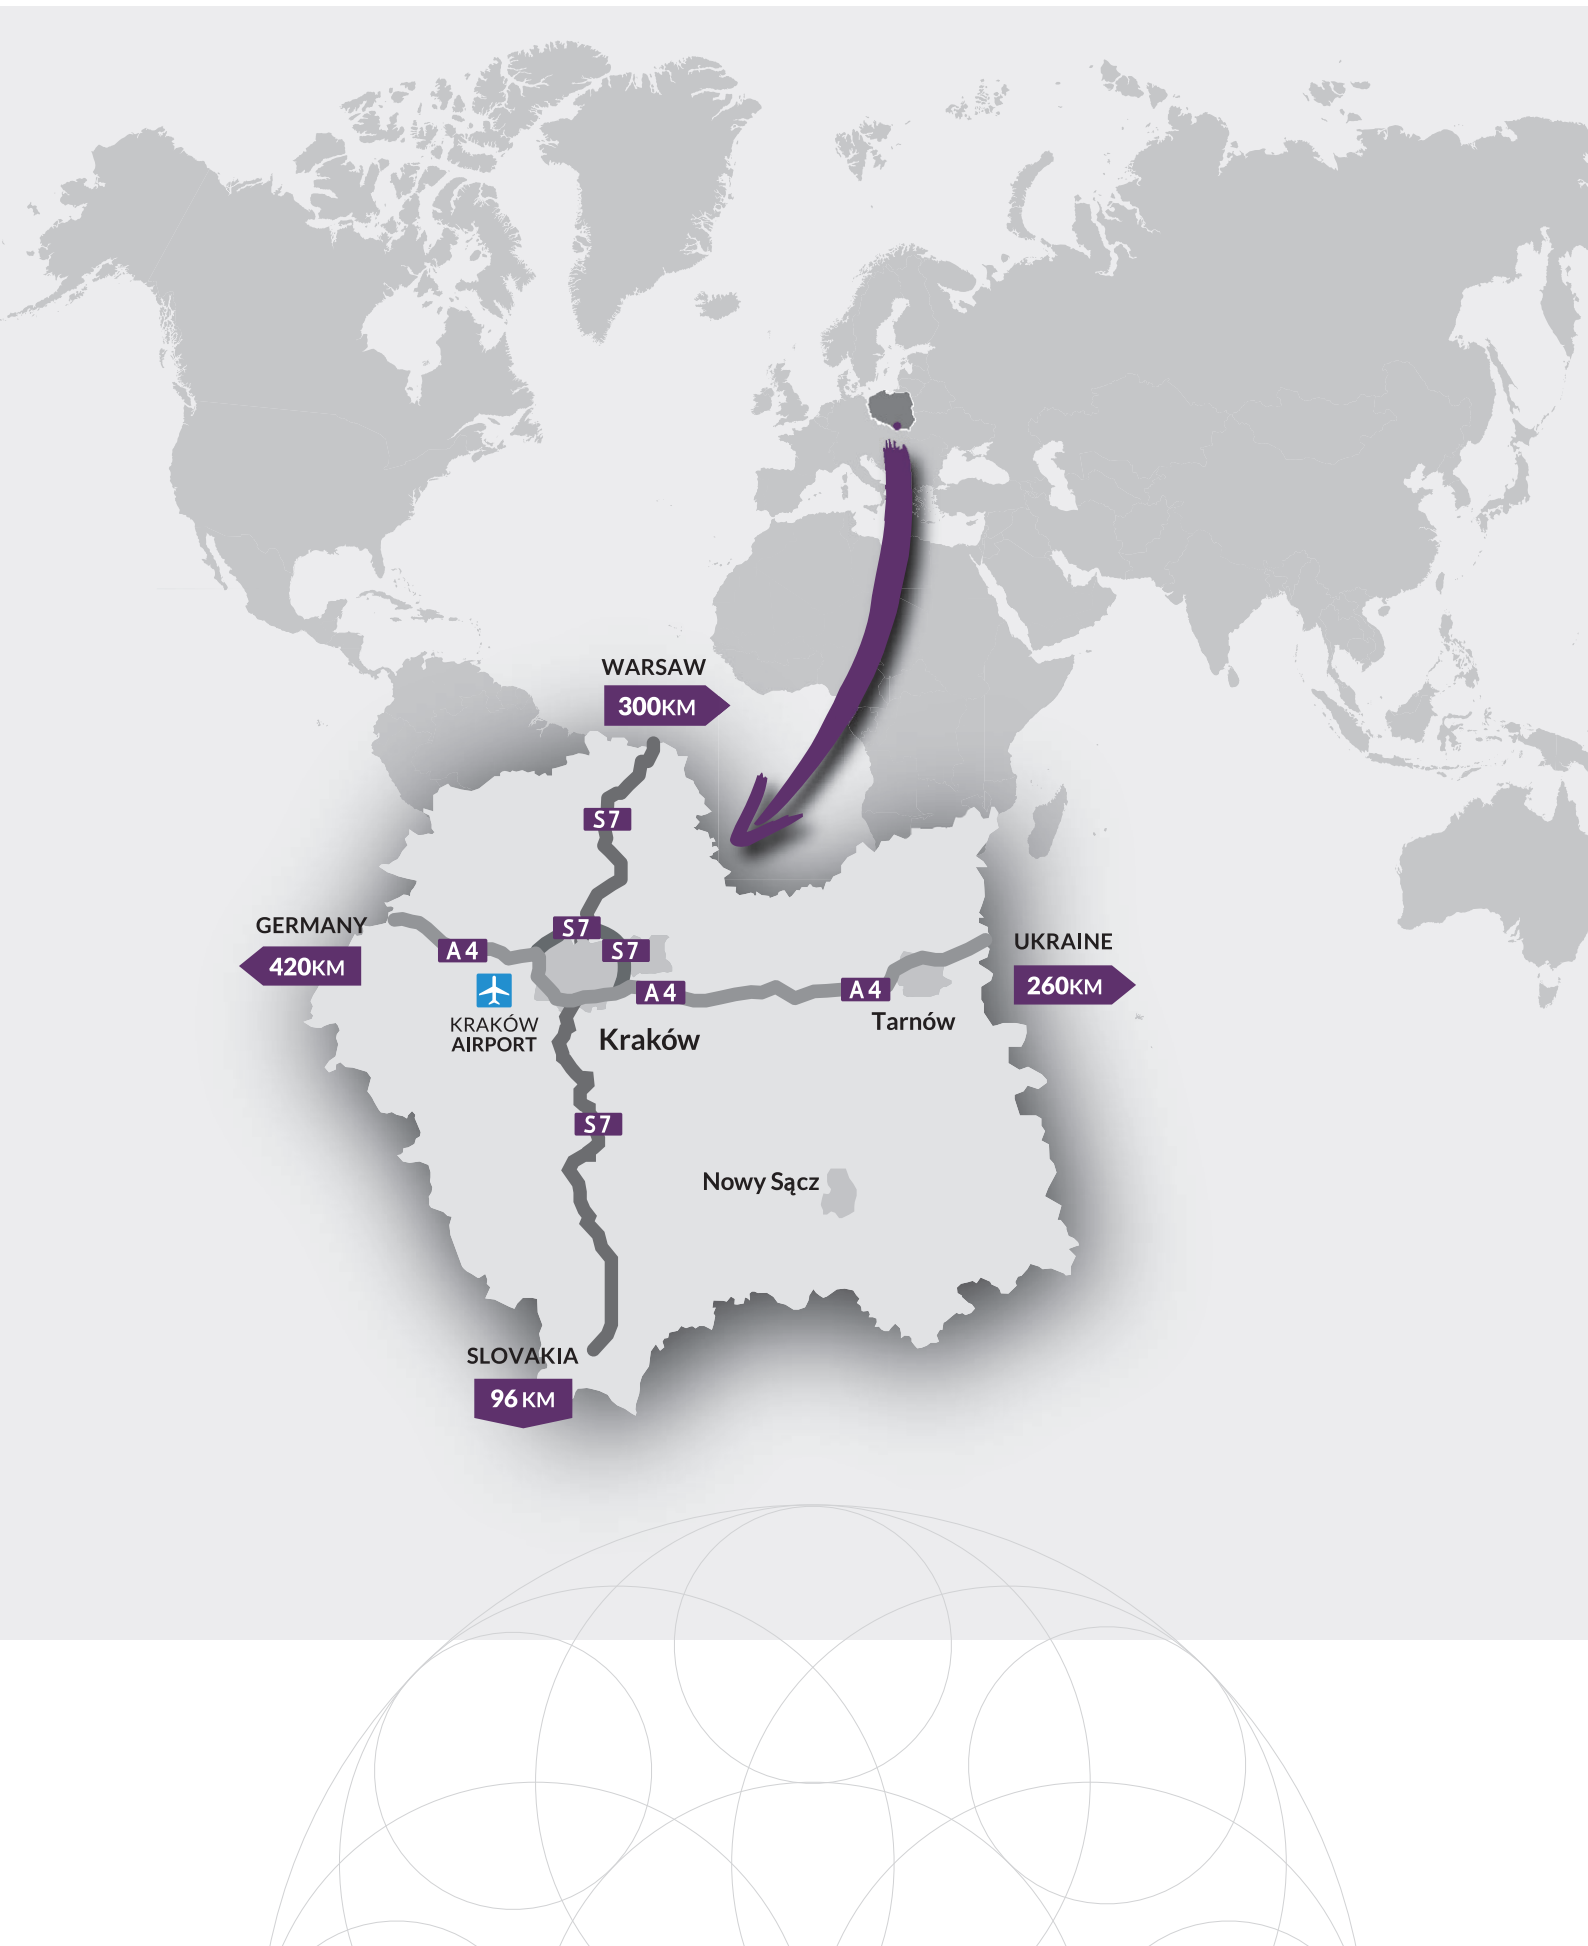 WARSAW
300KM
S7
GERMANY
420KM
A4
S7
S7
UKRAINE
260KM
A4
A4
KRAKÓW
AIRPORT
Kraków
Tarnów
S7
Nowy Sącz
SLOVAKIA
96 KM